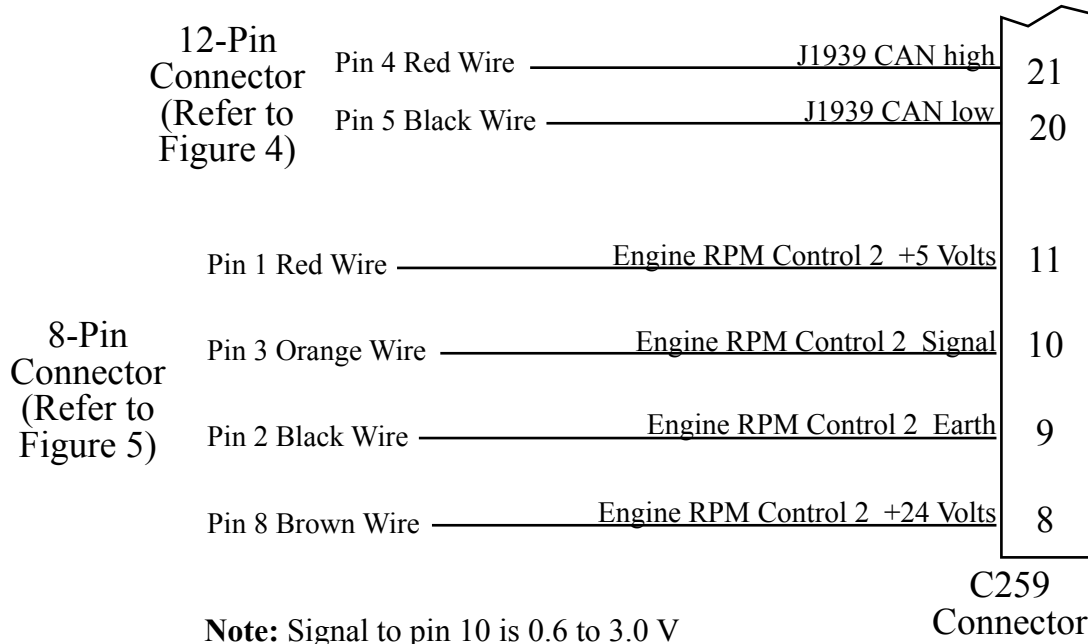 12-Pin
Connector
(Refer to
Figure 4)
Pin 4 Red Wire J1939 CAN high 21
Pin 5 Black Wire J1939 CAN low 20
8-Pin
Connector
(Refer to
Figure 5)
Pin 1 Red Wire Engine RPM Control 2 +5 Volts 11
Pin 3 Orange Wire Engine RPM Control 2 Signal 10
Pin 2 Black Wire Engine RPM Control 2 Earth 9
Pin 8 Brown Wire Engine RPM Control 2 +24 Volts 8
C259
Connector
Note: Signal to pin 10 is 0.6 to 3.0 V